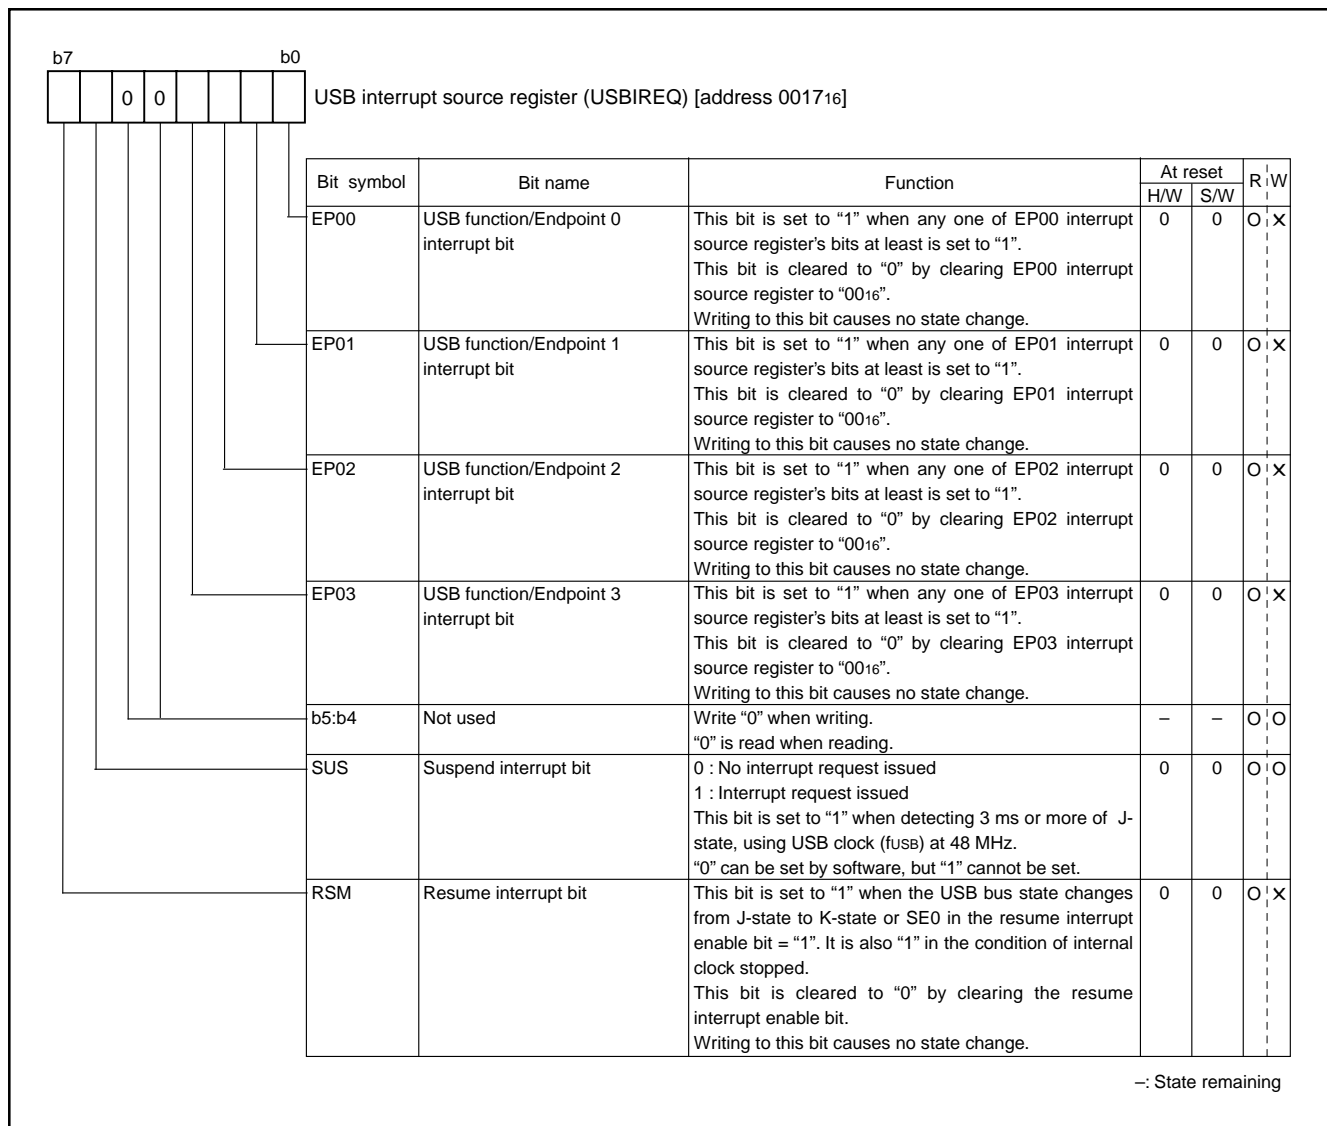 b7 b0
0 0 USB interrupt source register (USBIREQ) [address 001716]
Bit symbol Bit name Function At reset R W
H/W S/W
EP00 USB function/Endpoint 0 This bit is set to “1” when any one of EP00 interrupt 0 0 O ✕
interrupt bit source register’s bits at least is set to “1”.
This bit is cleared to “0” by clearing EP00 interrupt
source register to “0016”.
Writing to this bit causes no state change.
EP01 USB function/Endpoint 1 This bit is set to “1” when any one of EP01 interrupt 0 0 O ✕
interrupt bit source register’s bits at least is set to “1”.
This bit is cleared to “0” by clearing EP01 interrupt
source register to “0016”.
Writing to this bit causes no state change.
EP02 USB function/Endpoint 2 This bit is set to “1” when any one of EP02 interrupt 0 0 O ✕
interrupt bit source register’s bits at least is set to “1”.
This bit is cleared to “0” by clearing EP02 interrupt
source register to “0016”.
Writing to this bit causes no state change.
EP03 USB function/Endpoint 3 This bit is set to “1” when any one of EP03 interrupt 0 0 O ✕
interrupt bit source register’s bits at least is set to “1”.
This bit is cleared to “0” by clearing EP03 interrupt
source register to “0016”.
Writing to this bit causes no state change.
b5:b4 Not used Write “0” when writing. – – O O
“0” is read when reading.
SUS Suspend interrupt bit 0 : No interrupt request issued 0 0 O O
1 : Interrupt request issued
This bit is set to “1” when detecting 3 ms or more of J-
state, using USB clock (fUSB) at 48 MHz.
“0” can be set by software, but “1” cannot be set.
RSM Resume interrupt bit This bit is set to “1” when the USB bus state changes 0 0 O ✕
from J-state to K-state or SE0 in the resume interrupt
enable bit = “1”. It is also “1” in the condition of internal
clock stopped.
This bit is cleared to “0” by clearing the resume
interrupt enable bit.
Writing to this bit causes no state change.
–: State remaining